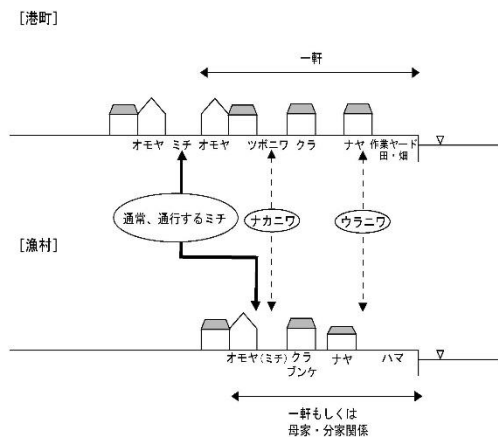 [港町]
一軒
オモヤ ミチ オモヤ ツボニワ クラ ナヤ 作業ヤード
田・畑
通常、通行するミチ
ナカニワ
ウラニワ
[漁村]
オモヤ(ミチ) クラ ナヤ ハマ
ブンケ
一軒もしくは
母家・分家関係